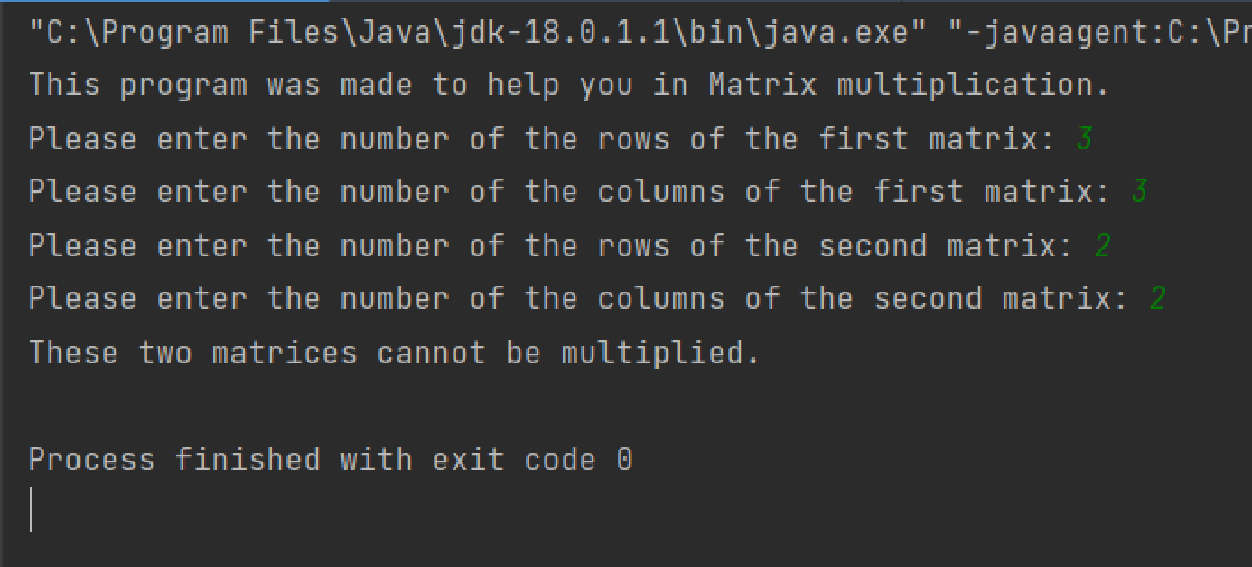 "C:\Program Files\Java\jdk-18.0.1.1\bin\java.exe" "-javaagent:C:\Pr
This program was made to help you in Matrix multiplication.
Please enter the number of the rows of the first matrix: 3
Please enter the number of the columns of the first matrix: 3
Please enter the number of the rows of the second matrix: 2
Please enter the number of the columns of the second matrix: 2
These two matrices cannot be multiplied.
Process finished with exit code 0